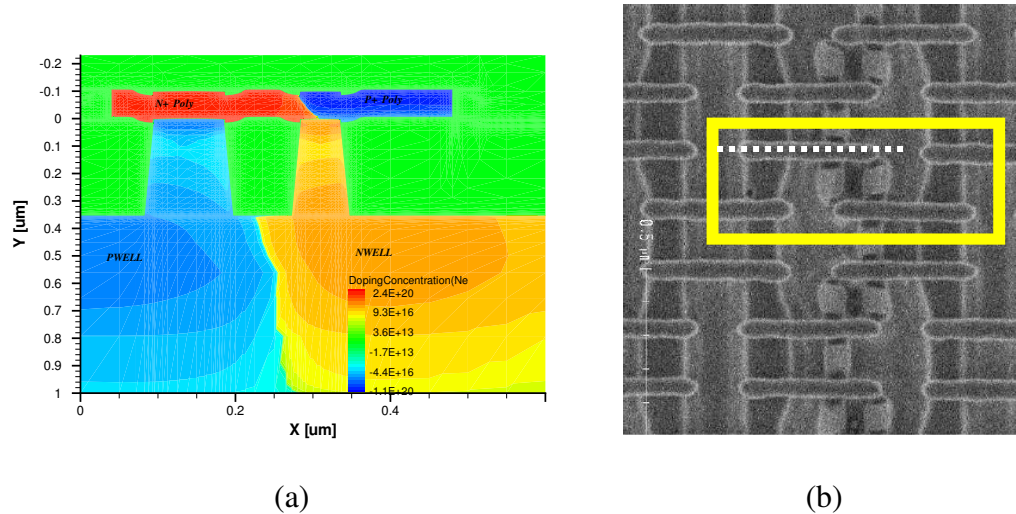 -0.2
-0.1
N+ Poly
P+ Poly
0
0.1
0.2
0.3
0.4
0.5
0.6
0.7
0.8
0.9
1
Y [um]
PWELL
NWELL
DopingConcentration(Ne
2.4E+20
9.3E+16
3.6E+13
-1.7E+13
-4.4E+16
-1.1E+20
0
0.2
0.4
X [um]
0.5 μm
(a)
(b)